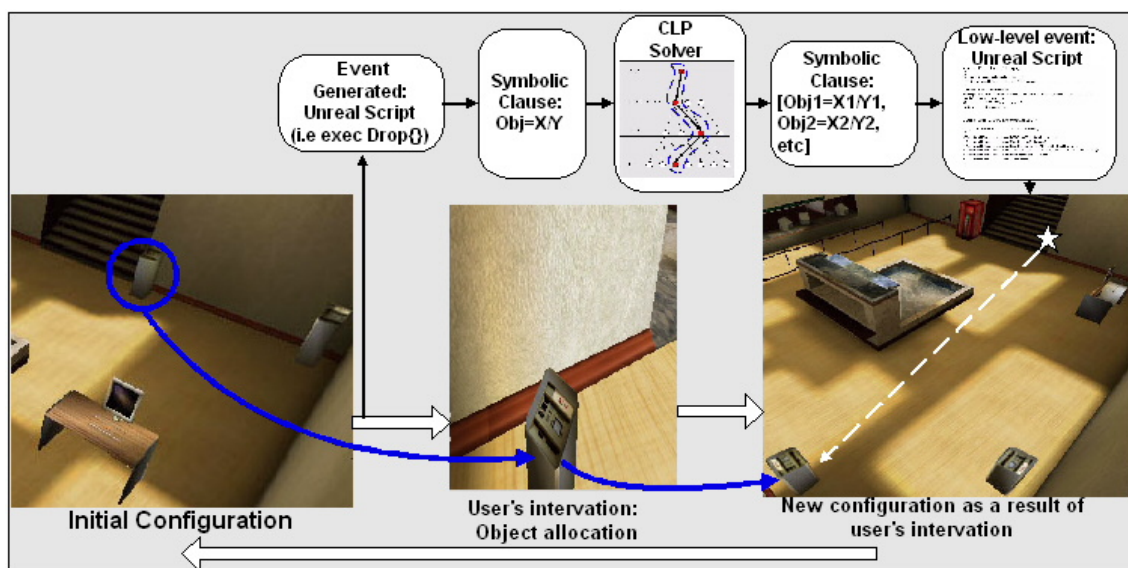 Event
Generated:
Unreal Script
(i.e exec Drop{})
Symbolic
Clause:
Obj=X/Y
CLP
Solver
Symbolic
Clause:
[Obj1=X1/Y1,
Obj2=X2/Y2,
etc]
Low-level event:
Unreal Script
Initial Configuration
User's intervation:
Object allocation
New configuration as a result of
user's intervation